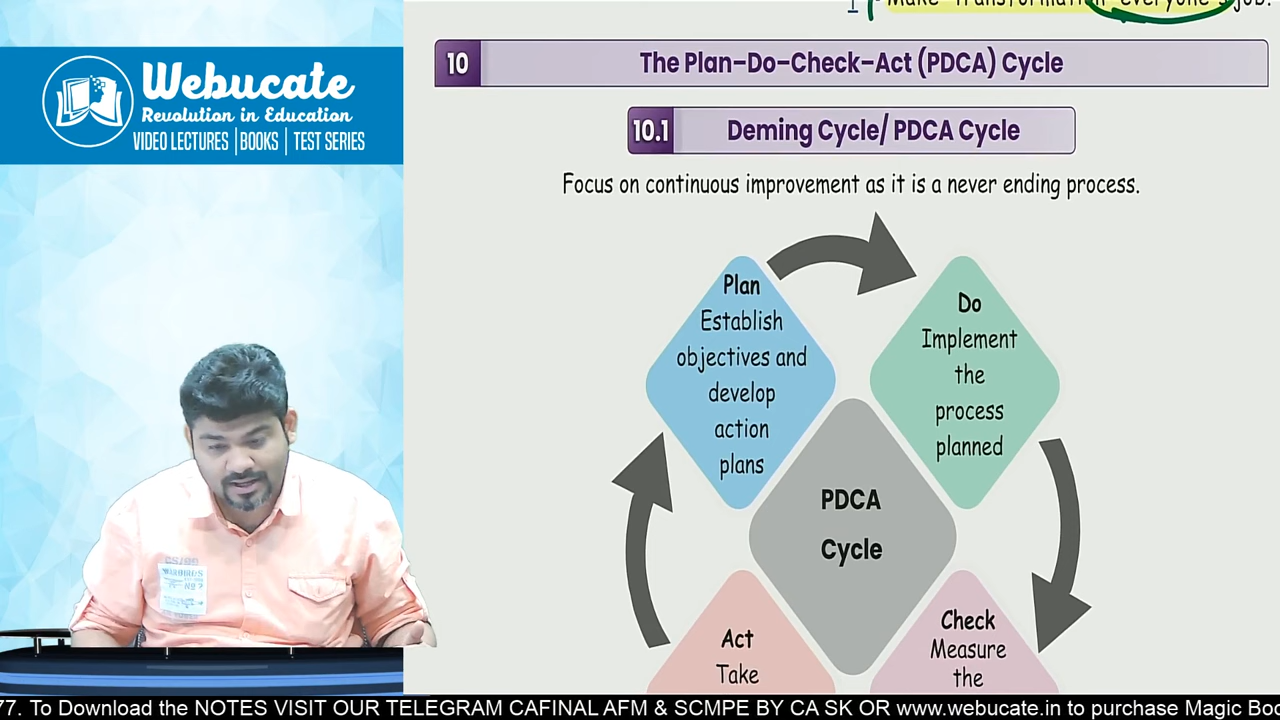 Make Transformation everyone's job.
Webucate
Revolution in Education
VIDEO LECTURES | BOOKS | TEST SERIES
10 The Plan–Do–Check–Act (PDCA) Cycle
10.1 Deming Cycle/ PDCA Cycle
Focus on continuous improvement as it is a never ending process.
Plan
Establish
objectives and
develop
action
plans
Do
Implement
the
process
planned
PDCA
Cycle
Act
Take
Check
Measure
the
77. To Download the NOTES VISIT OUR TELEGRAM CAFINAL AFM & SCMPE BY CA SK OR www.webucate.in to purchase Magic Boo